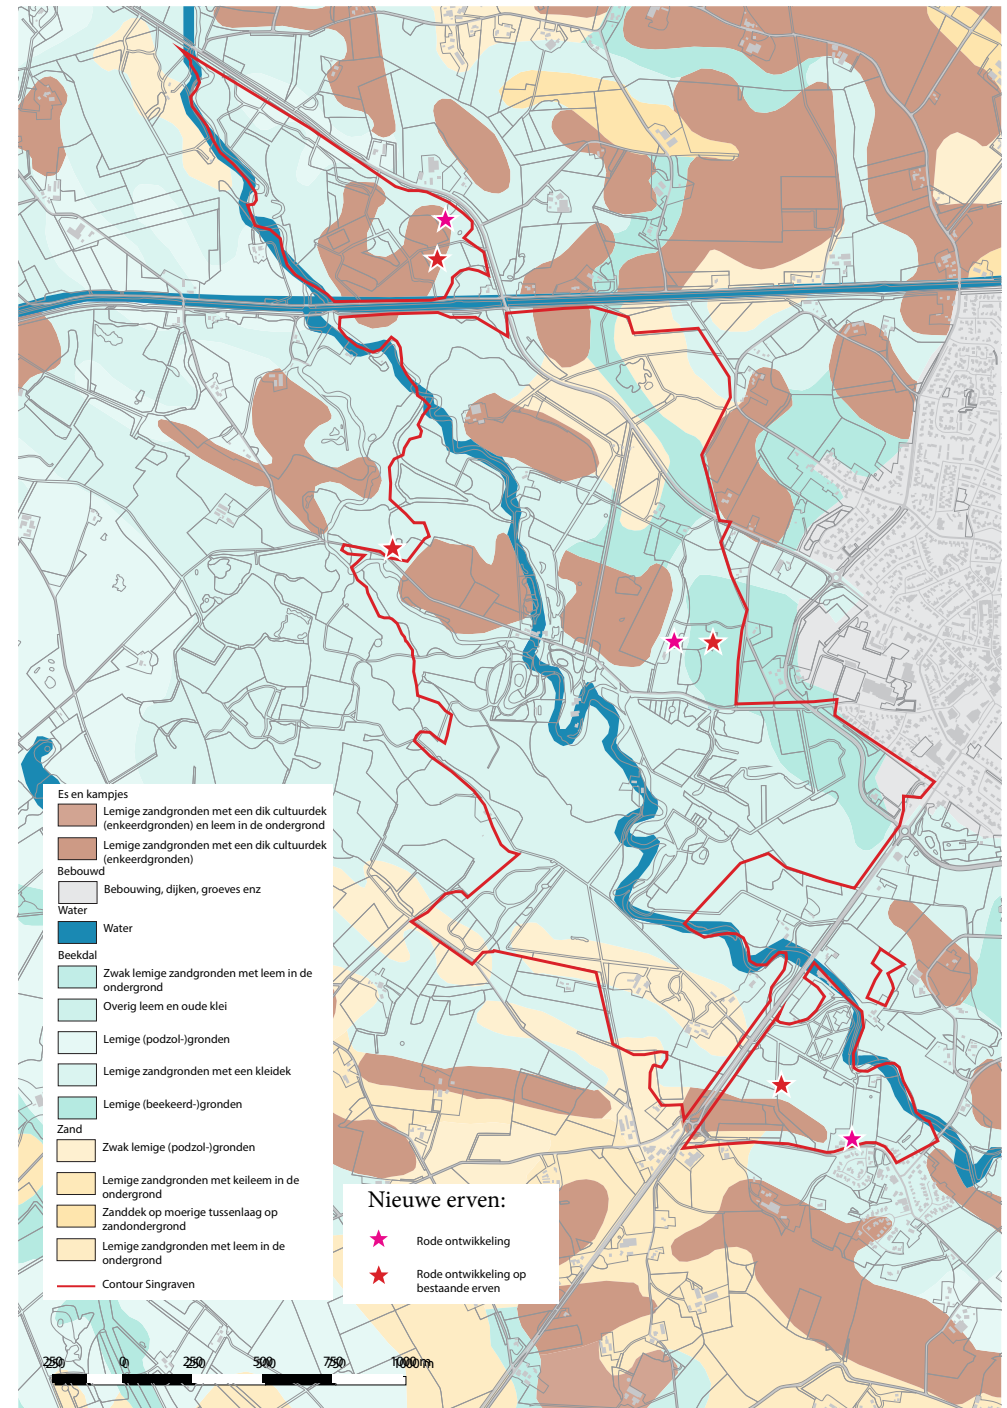 Es en kampjes
Lemige zandgronden met een dik cultuurdek
(enkeerdgronden) en leem in de ondergrond
Lemige zandgronden met een dik cultuurdek
(enkeerdgronden)
Bebouwd
Bebouwing, dijken, groeves enz
Water
Water
Beekdal
Zwak lemige zandgronden met leem in de
ondergrond
Overig leem en oude klei
Lemige (podzol-)gronden
Lemige zandgronden met een kleidek
Lemige (beekeerd-)gronden
Zand
Zwak lemige (podzol-)gronden
Lemige zandgronden met keileem in de
ondergrond
Zanddek op moerige tussenlaag op
zandondergrond
Lemige zandgronden met leem in de
ondergrond
Contour Singraven
Nieuwe erven:
Rode ontwikkeling
Rode ontwikkeling op
bestaande erven
250 0 250 500 750 1000 m